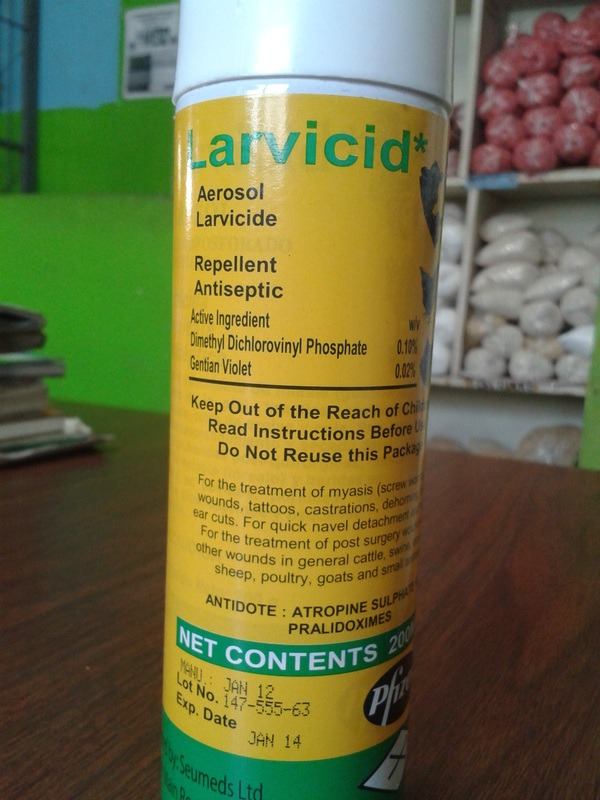 Larvicid*
Aerosol
Larvicide
Repellent
Antiseptic
Active Ingredient w/v
Dimethyl Dichlorovinyl Phosphate 0.10%
Gentian Violet 0.02%
Keep Out of the Reach of
Read Instructions Before
Do Not Reuse this
For the treatment of myasis (screw
wounds, tattoos, castrations,
ear cuts. For quick navel detachment
For the treatment of post surgery
other wounds in general cattle,
sheep, poultry, goats and small
ANTIDOTE : ATROPINE SULPHATE
PRALIDOXIMES
NET CONTENTS
MANU.: JAN 12
Lot No. 147-555-63
Exp. Date
JAN 14
by: Seumeds Ltd